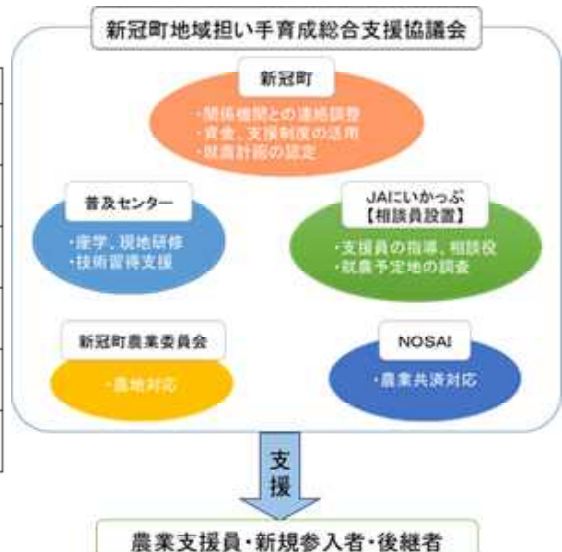 新冠町地域担い手育成総合支援協議会
新冠町
・関係機関との連絡調整
・資金、支援制度の活用
・就農計画の認定
普及センター
・座学、現地研修
・技術習得支援
JAにいかっぷ
【相談員設置】
・支援員の指導、相談役
・就農予定地の調査
新冠町農業委員会
・農地対応
NOSAI
・農業共済対応
支援
農業支援員・新規参入者・後継者